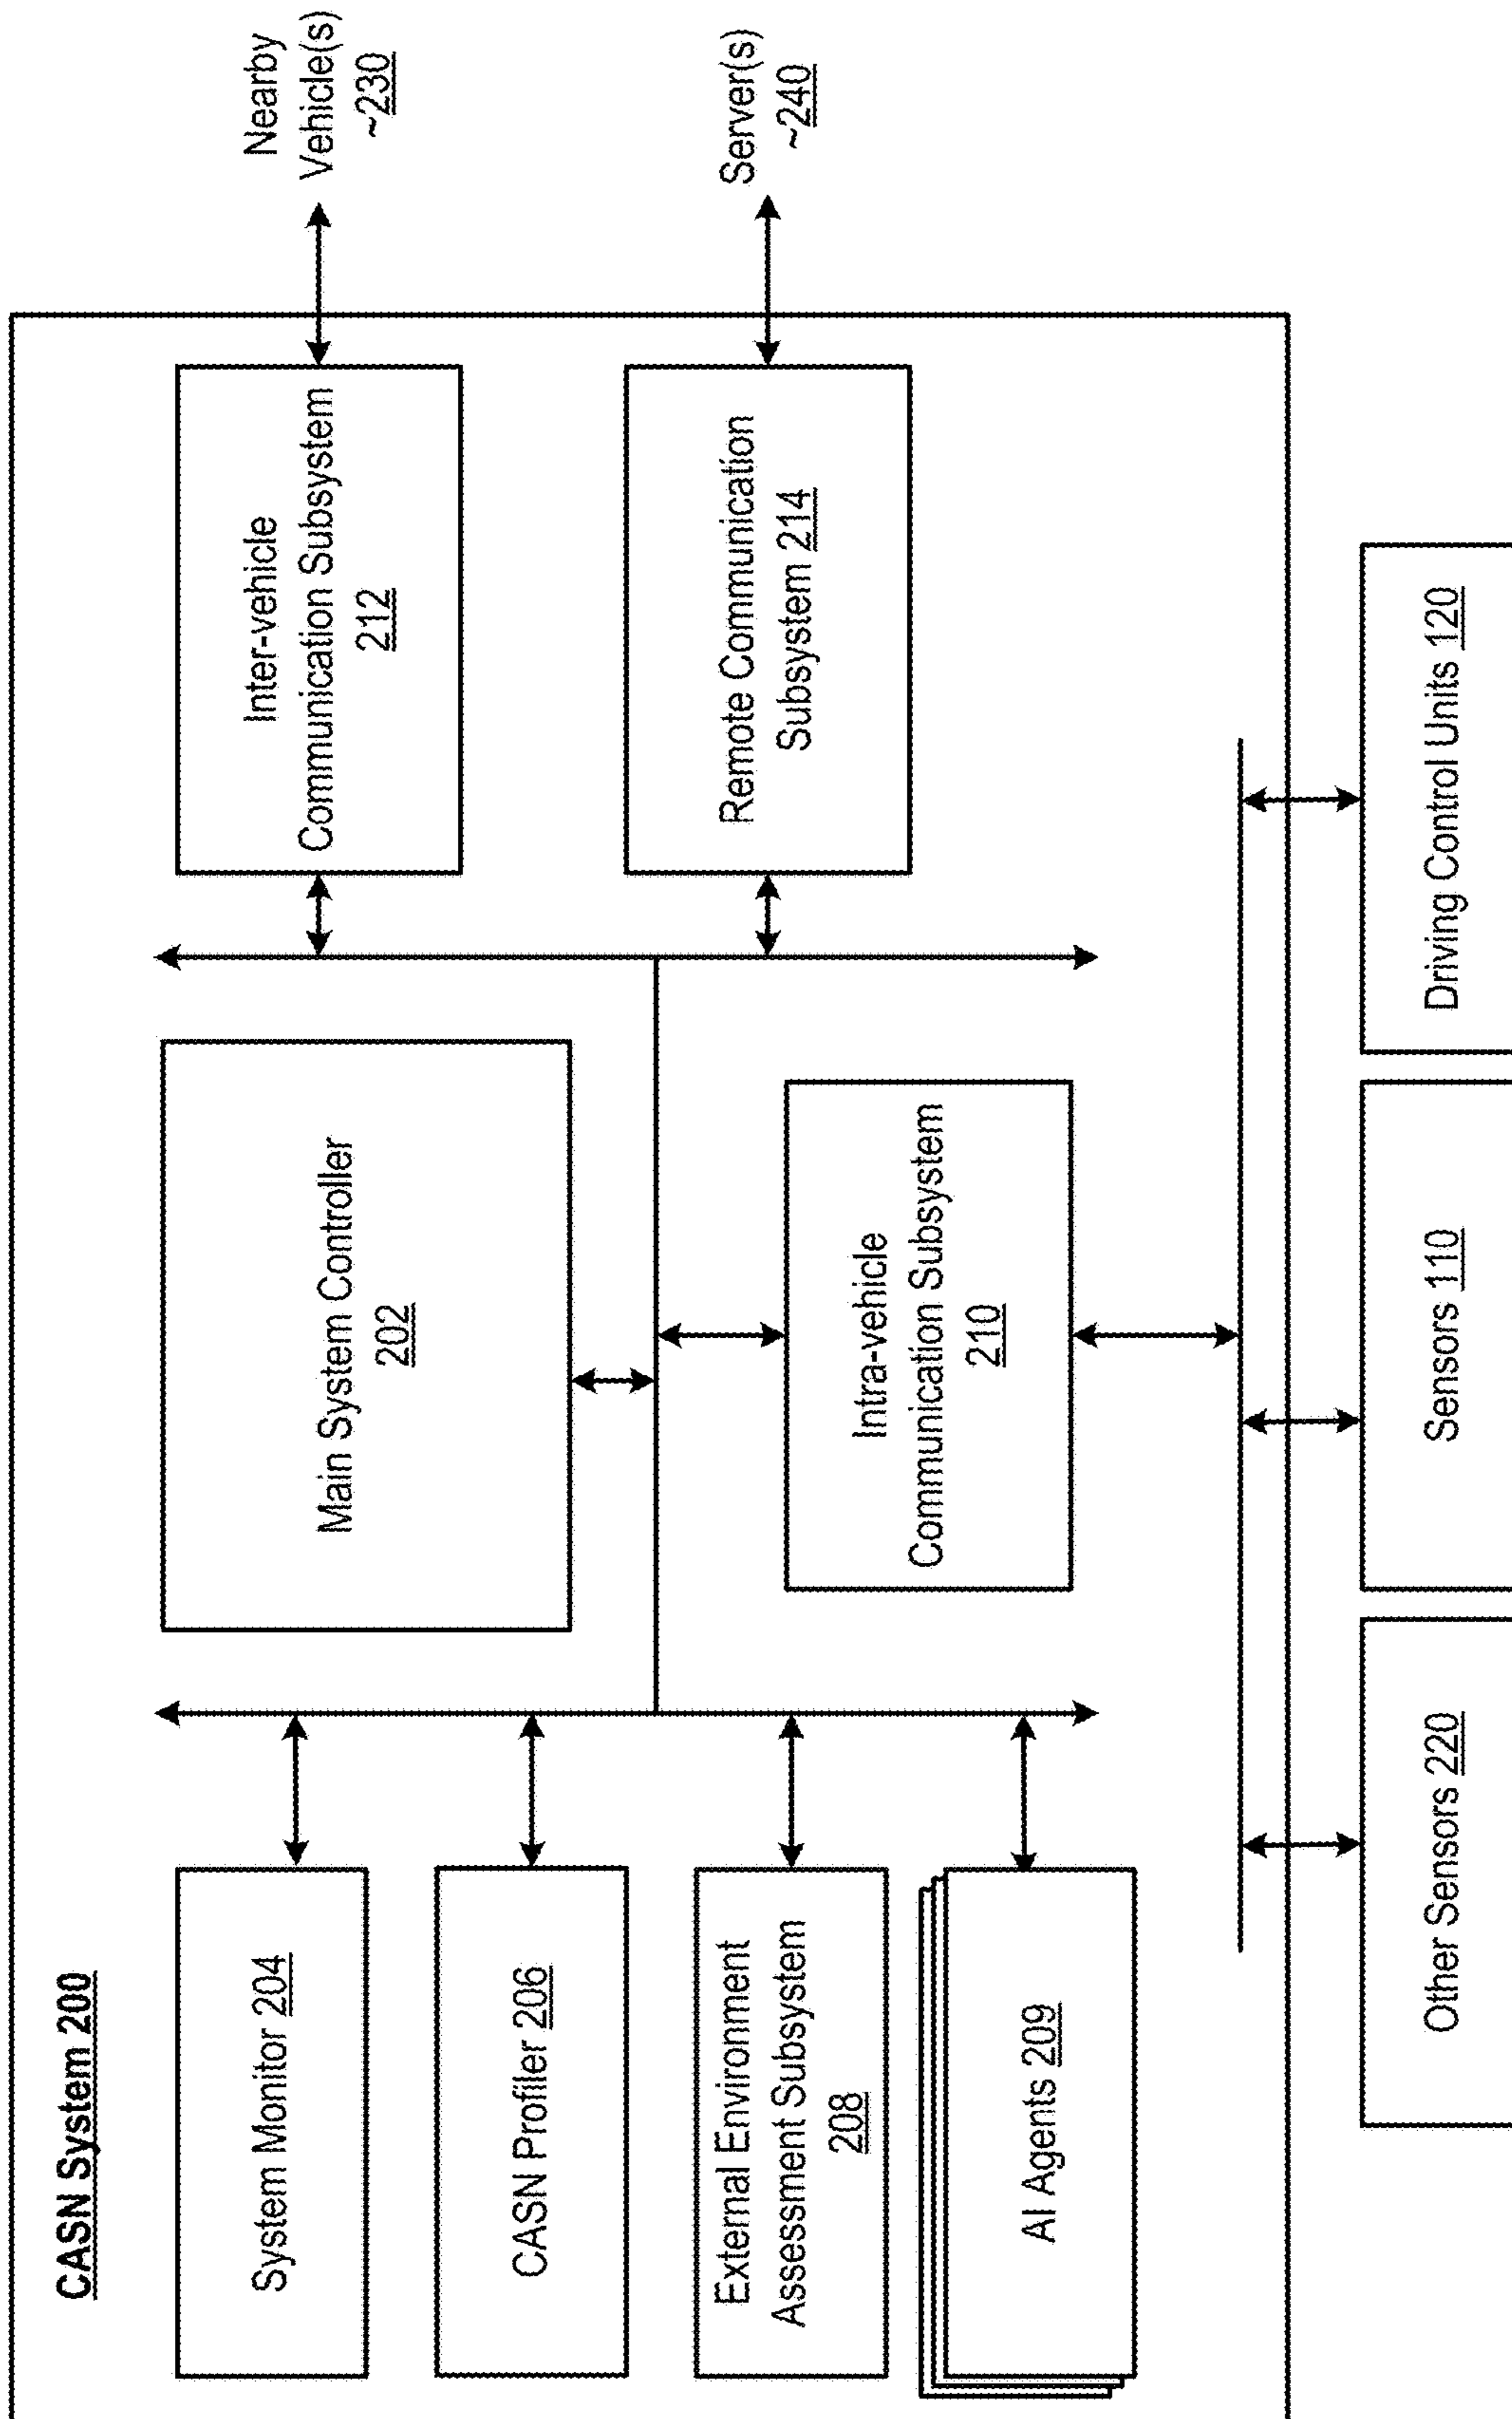 CASN System 200
System Monitor 204
CASN Profiler 206
External Environment
Assessment Subsystem
208
AI Agents 209
Main System Controller
202
Intra-vehicle
Communication Subsystem
210
Inter-vehicle
Communication Subsystem
212
Remote Communication
Subsystem 214
Nearby
Vehicle(s)
~230
Server(s)
~240
Other Sensors 220
Sensors 110
Driving Control Units 120